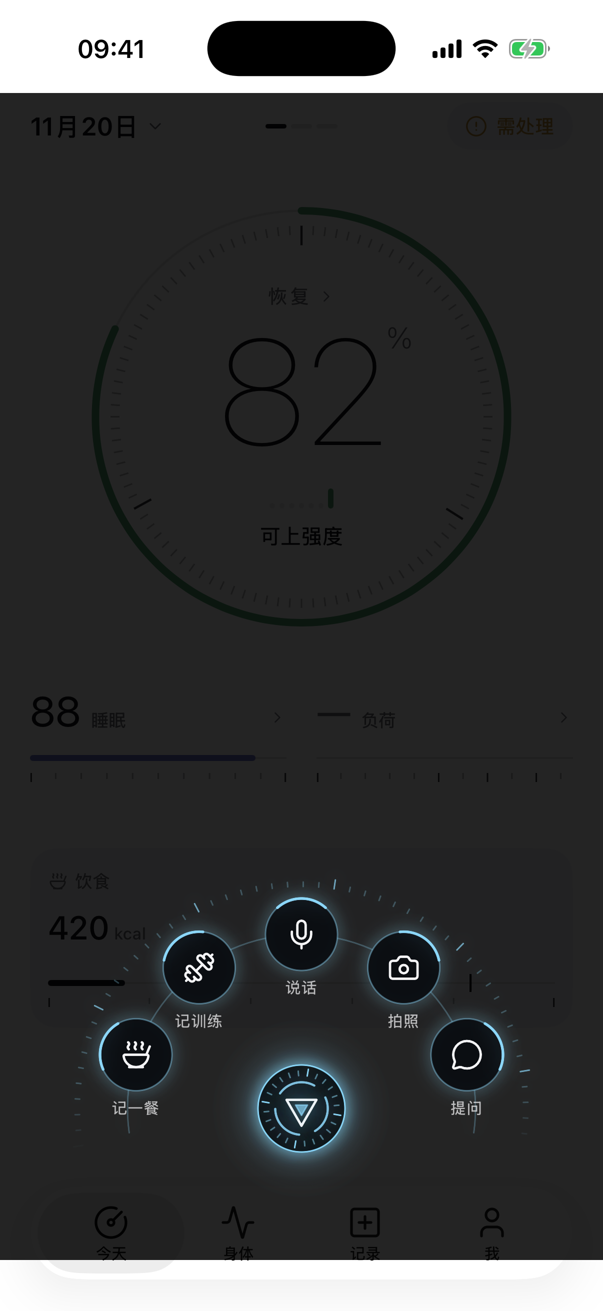 09:41
11月20日
需处理
恢复
82%
可上强度
88 睡眠
— 负荷
饮食
420 kcal
说话
记训练
拍照
记一餐
提问
今天
身体
记录
我